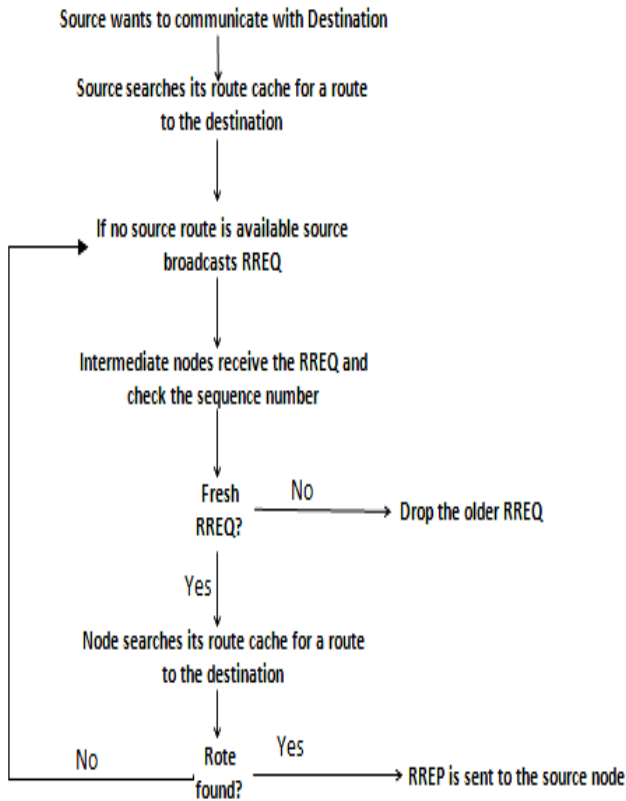 Source wants to communicate with Destination
Source searches its route cache for a route
to the destination
If no source route is available source
broadcasts RREQ
Intermediate nodes receive the RREQ and
check the sequence number
Fresh
RREQ?
No
Drop the older RREQ
Yes
Node searches its route cache for a route
to the destination
No
Rote
found?
Yes
RREP is sent to the source node